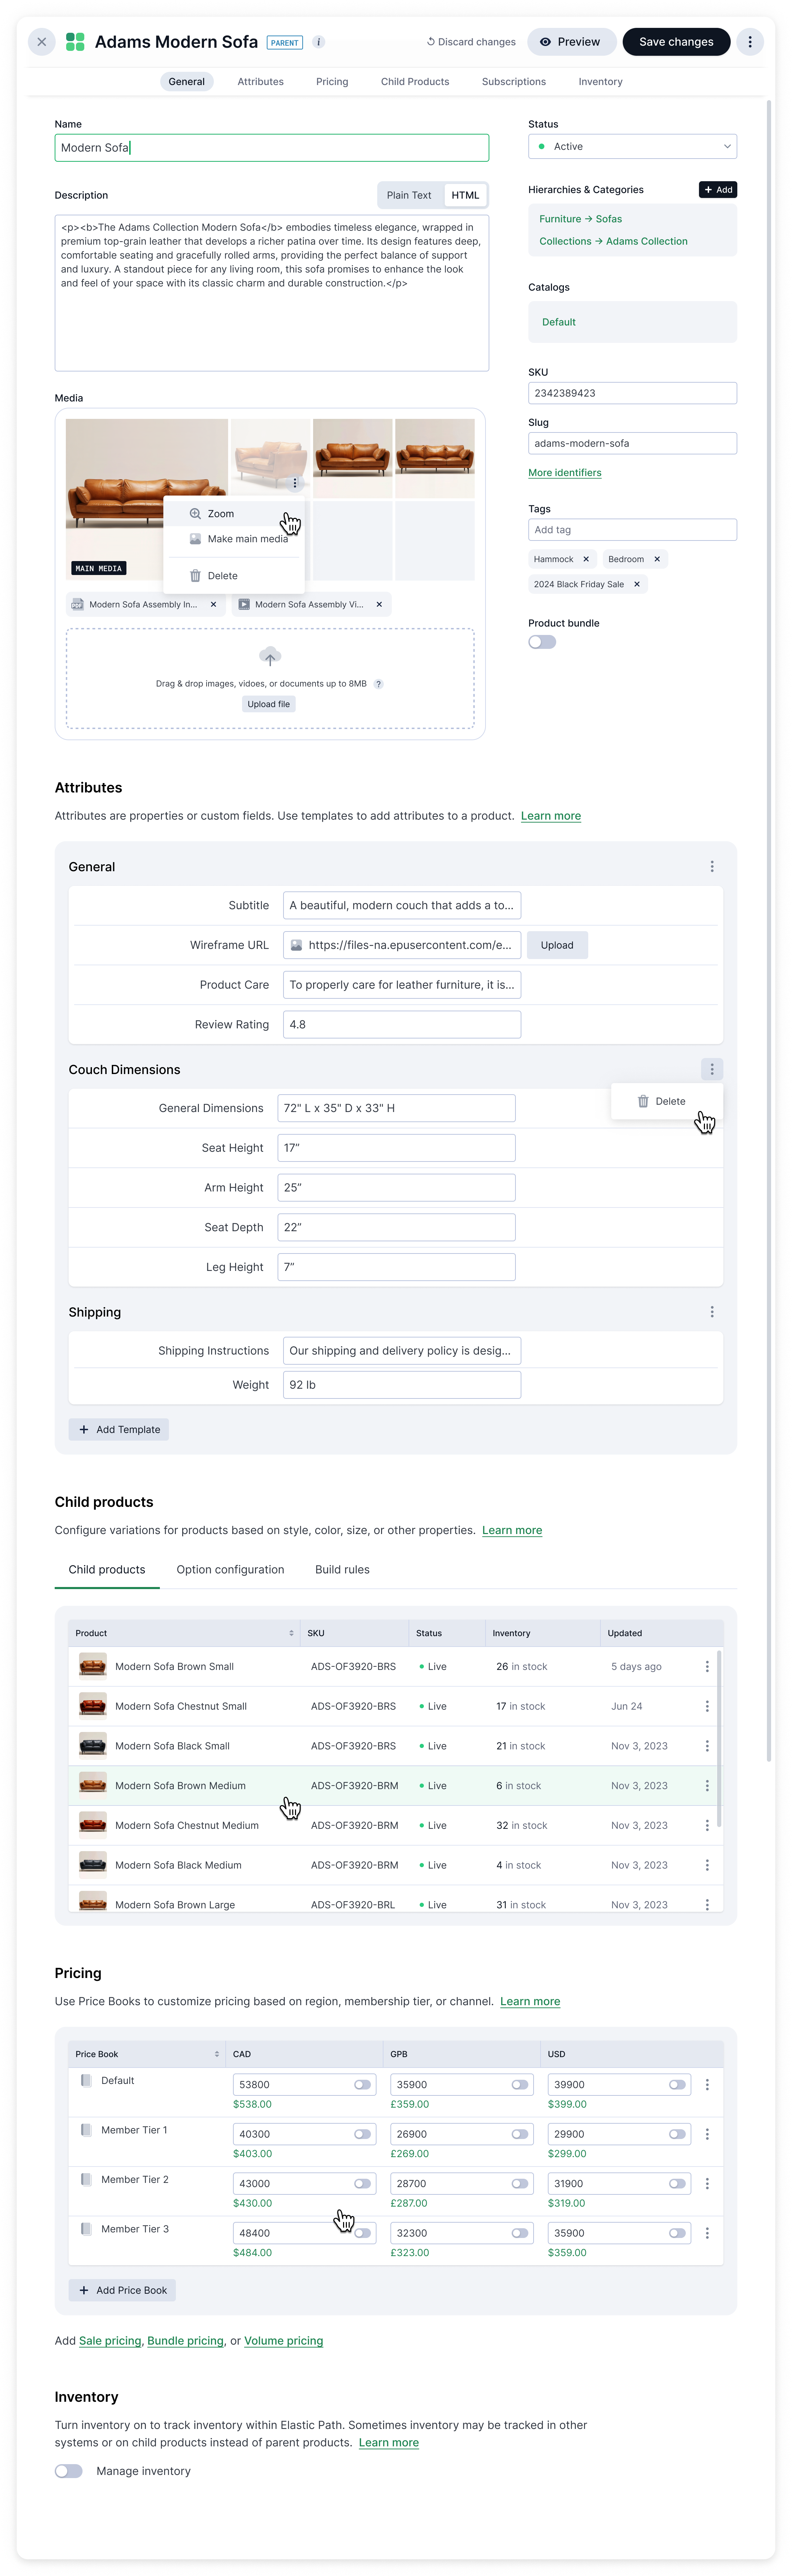 Adams Modern Sofa PARENT i Discard changes Preview Save changes
General Attributes Pricing Child Products Subscriptions Inventory
Name
Modern Sofa
Description Plain Text HTML
<p><b>The Adams Collection Modern Sofa</b> embodies timeless elegance, wrapped in
premium top-grain leather that develops a richer patina over time. Its design features deep,
comfortable seating and gracefully rolled arms, providing the perfect balance of support
and luxury. A standout piece for any living room, this sofa promises to enhance the look
and feel of your space with its classic charm and durable construction.</p>
Media
Zoom
Make main media
Delete
MAIN MEDIA
PDF Modern Sofa Assembly In... Modern Sofa Assembly Vi...
Drag & drop images, vidoes, or documents up to 8MB ?
Upload file
Status
Active
Hierarchies & Categories + Add
Furniture → Sofas
Collections → Adams Collection
Catalogs
Default
SKU
2342389423
Slug
adams-modern-sofa
More identifiers
Tags
Add tag
Hammock Bedroom
2024 Black Friday Sale
Product bundle
Attributes
Attributes are properties or custom fields. Use templates to add attributes to a product. Learn more
General
Subtitle A beautiful, modern couch that adds a to...
Wireframe URL https://files-na.epusercontent.com/e... Upload
Product Care To properly care for leather furniture, it is...
Review Rating 4.8
Couch Dimensions
Delete
General Dimensions 72" L x 35" D x 33" H
Seat Height 17”
Arm Height 25”
Seat Depth 22”
Leg Height 7”
Shipping
Shipping Instructions Our shipping and delivery policy is desig...
Weight 92 lb
+ Add Template
Child products
Configure variations for products based on style, color, size, or other properties. Learn more
Child products Option configuration Build rules
Product SKU Status Inventory Updated
Modern Sofa Brown Small ADS-OF3920-BRS Live 26 in stock 5 days ago
Modern Sofa Chestnut Small ADS-OF3920-BRS Live 17 in stock Jun 24
Modern Sofa Black Small ADS-OF3920-BRS Live 21 in stock Nov 3, 2023
Modern Sofa Brown Medium ADS-OF3920-BRM Live 6 in stock Nov 3, 2023
Modern Sofa Chestnut Medium ADS-OF3920-BRM Live 32 in stock Nov 3, 2023
Modern Sofa Black Medium ADS-OF3920-BRM Live 4 in stock Nov 3, 2023
Modern Sofa Brown Large ADS-OF3920-BRL Live 31 in stock Nov 3, 2023
Pricing
Use Price Books to customize pricing based on region, membership tier, or channel. Learn more
Price Book CAD GPB USD
Default 53800 35900 39900
$538.00 £359.00 $399.00
Member Tier 1 40300 26900 29900
$403.00 £269.00 $299.00
Member Tier 2 43000 28700 31900
$430.00 £287.00 $319.00
Member Tier 3 48400 32300 35900
$484.00 £323.00 $359.00
+ Add Price Book
Add Sale pricing, Bundle pricing, or Volume pricing
Inventory
Turn inventory on to track inventory within Elastic Path. Sometimes inventory may be tracked in other
systems or on child products instead of parent products. Learn more
Manage inventory